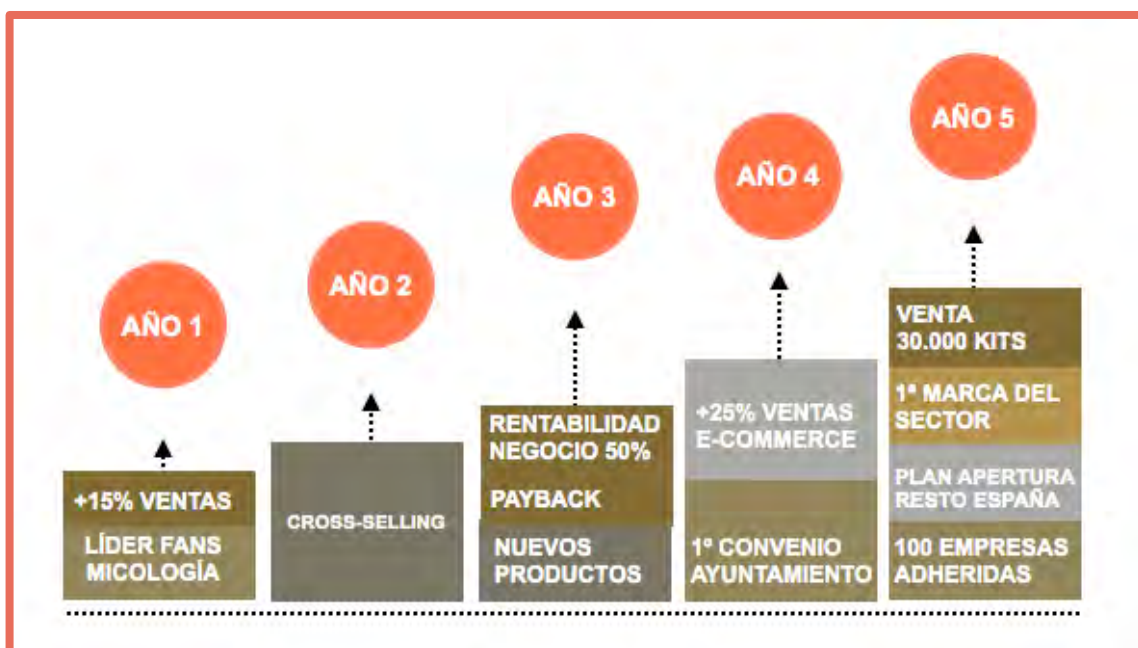 AÑO 1
+15% VENTAS
LÍDER FANS
MICOLOGÍA
AÑO 2
CROSS-SELLING
AÑO 3
RENTABILIDAD
NEGOCIO 50%
PAYBACK
NUEVOS
PRODUCTOS
AÑO 4
+25% VENTAS
E-COMMERCE
1º CONVENIO
AYUNTAMIENTO
AÑO 5
VENTA
30.000 KITS
1ª MARCA DEL
SECTOR
PLAN APERTURA
RESTO ESPAÑA
100 EMPRESAS
ADHERIDAS